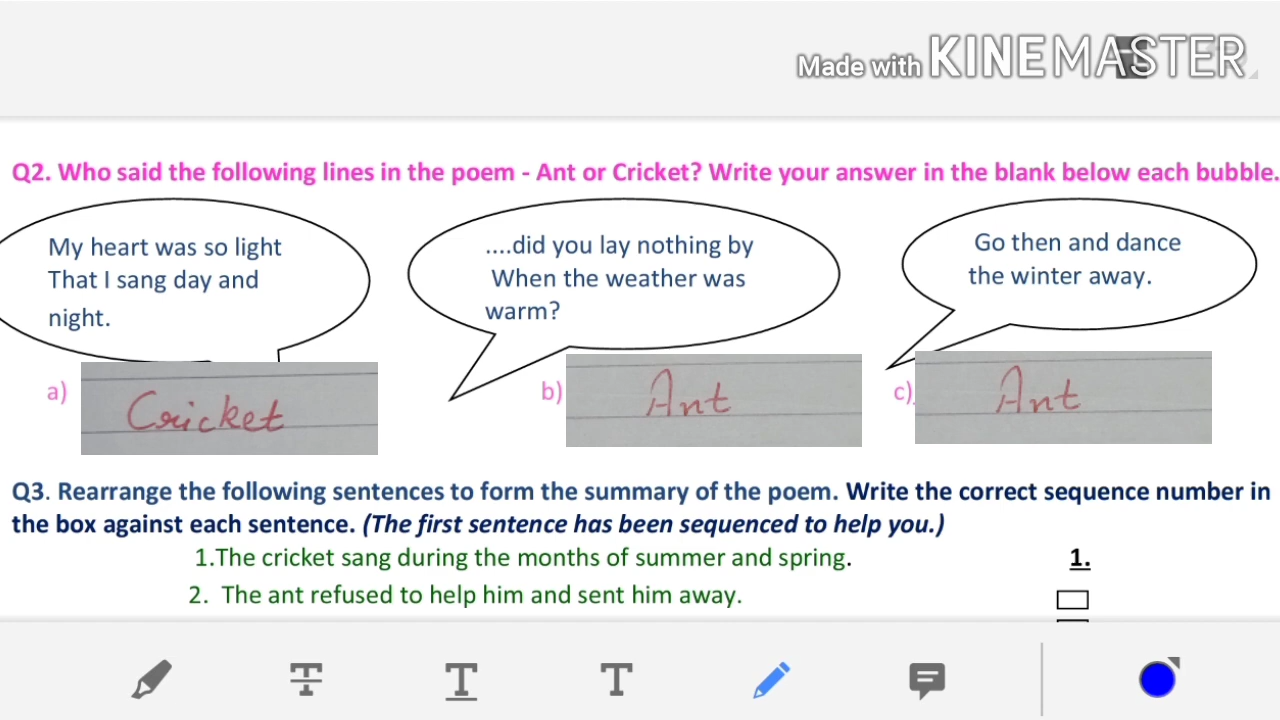 Made with KINEMASTER
Q2. Who said the following lines in the poem - Ant or Cricket? Write your answer in the blank below each bubble.
My heart was so light
That I sang day and
night.
....did you lay nothing by
When the weather was
warm?
Go then and dance
the winter away.
a) Cricket
b) Ant
c) Ant
Q3. Rearrange the following sentences to form the summary of the poem. Write the correct sequence number in
the box against each sentence. (The first sentence has been sequenced to help you.)
1.The cricket sang during the months of summer and spring. 1.
2. The ant refused to help him and sent him away.
T T T